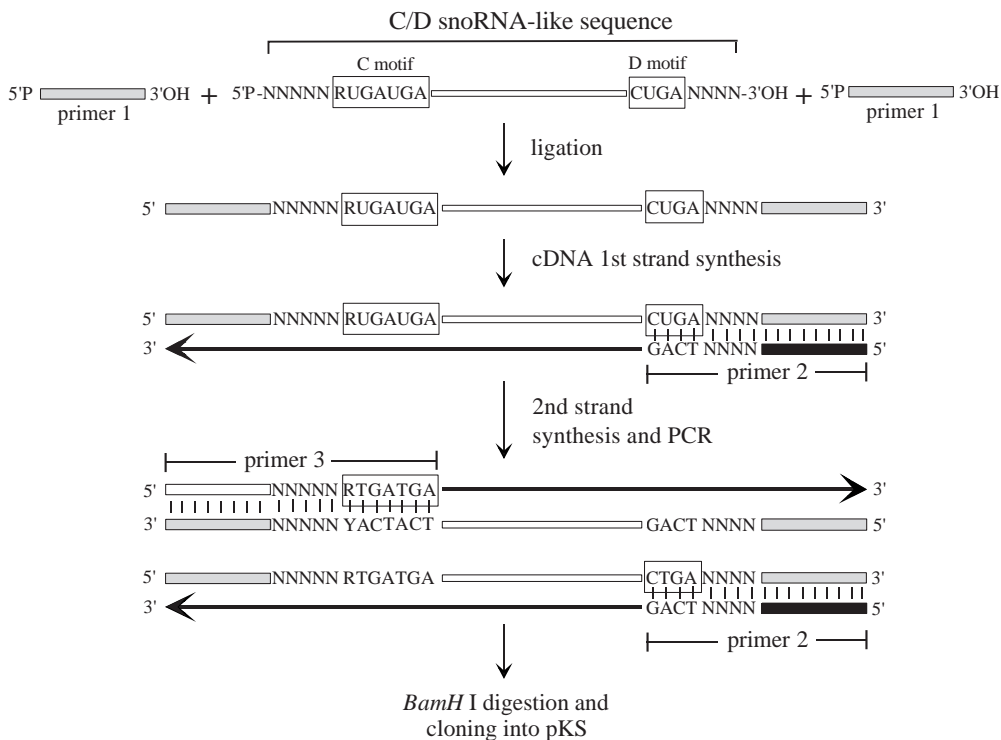 C/D snoRNA-like sequence
C motif D motif
5'P 3'OH + 5'P-NNNNN RUGAUGA CUGA NNNN-3'OH + 5'P 3'OH
primer 1 primer 1
ligation
5' NNNNN RUGAUGA CUGA NNNN 3'
cDNA 1st strand synthesis
5' NNNNN RUGAUGA CUGA NNNN 3'
3' GACT NNNN 5'
primer 2
2nd strand
synthesis and PCR
primer 3
5' NNNNN RTGATGA 3'
3' NNNNN YACTACT GACT NNNN 5'
5' NNNNN RTGATGA CTGA NNNN 3'
3' GACT NNNN 5'
primer 2
BamH I digestion and
cloning into pKS